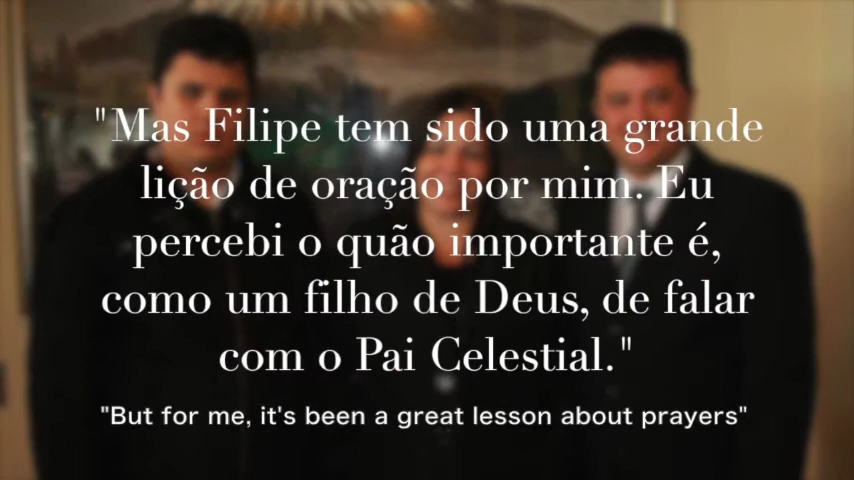 "Mas Filipe tem sido uma grande
lição de oração por mim. Eu
percebi o quão importante é,
como um filho de Deus, de falar
com o Pai Celestial."
"But for me, it's been a great lesson about prayers"